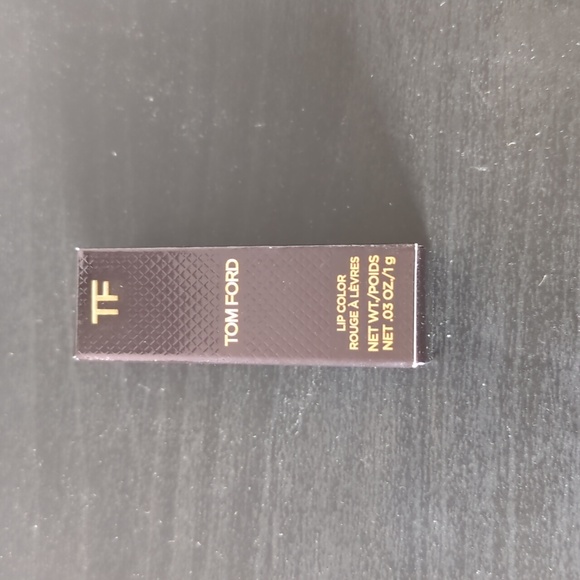 TF
TOM FORD
LIP COLOR
ROUGE À LÈVRES
NET WT./POIDS
NET .03 OZ/1 g